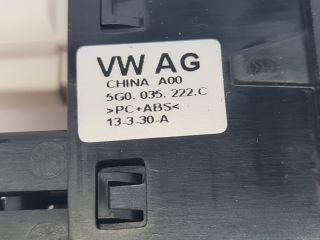 VW AG
CHINA A00
5G0. 035. 222.C
>PC+ABS<
13-3-30-A